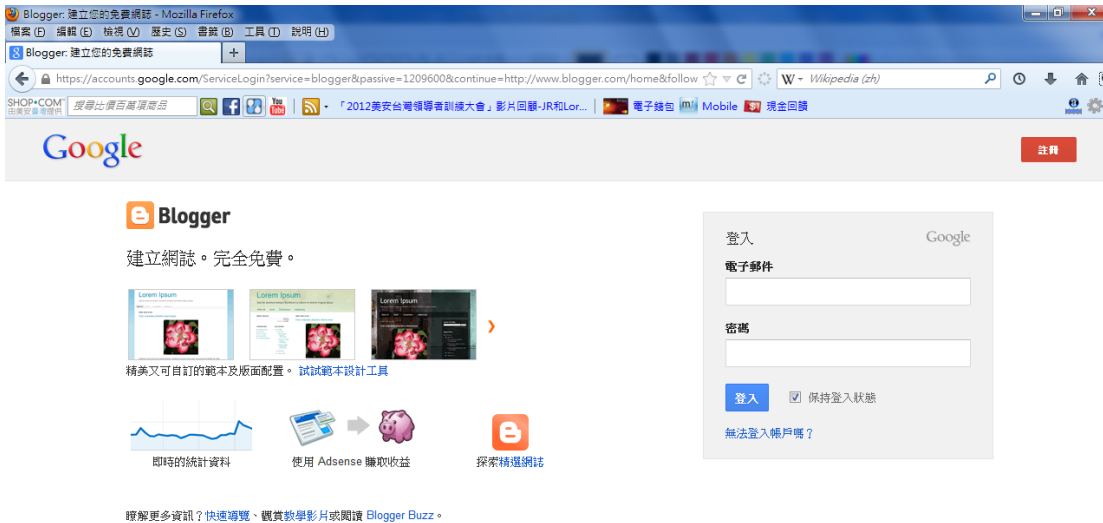 Blogger: 建立您的免費網誌 - Mozilla Firefox
檔案(F) 編輯(E) 檢視(V) 歷史(S) 書籤(B) 工具(T) 說明(H)
Blogger: 建立您的免費網誌 +
https://accounts.google.com/ServiceLogin?service=blogger&passive=1209600&continue=http://www.blogger.com/home&follow W Wikipedia (zh)
SHOP•COM 搜尋比價百萬項商品 You Tube 「2012美安台灣領導者訓練大會」影片回顧-JR和Lor... 電子錢包 Mobile 現金回饋
Google
註冊
Blogger
建立網誌。完全免費。
Lorem Ipsum
Lorem Ipsum
Lorem Ipsum
精美又可自訂的範本及版面配置。 試試範本設計工具
即時的統計資料
使用 Adsense 賺取收益
探索精選網誌
瞭解更多資訊？快速導覽、觀賞教學影片或閱讀 Blogger Buzz。
登入 Google
電子郵件
密碼
登入 保持登入狀態
無法登入帳戶嗎？